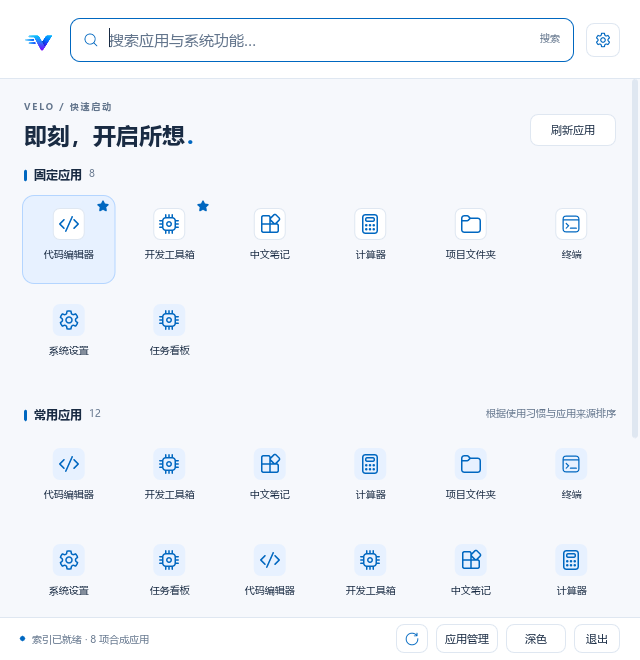 搜索应用与系统功能...
搜索
VELO / 快速启动
即刻，开启所想.
刷新应用
固定应用 8
代码编辑器 开发工具箱 中文笔记 计算器 项目文件夹 终端
系统设置 任务看板
常用应用 12
根据使用习惯与应用来源排序
代码编辑器 开发工具箱 中文笔记 计算器 项目文件夹 终端
系统设置 任务看板 代码编辑器 开发工具箱 中文笔记 计算器
索引已就绪 · 8 项合成应用
应用管理 深色 退出